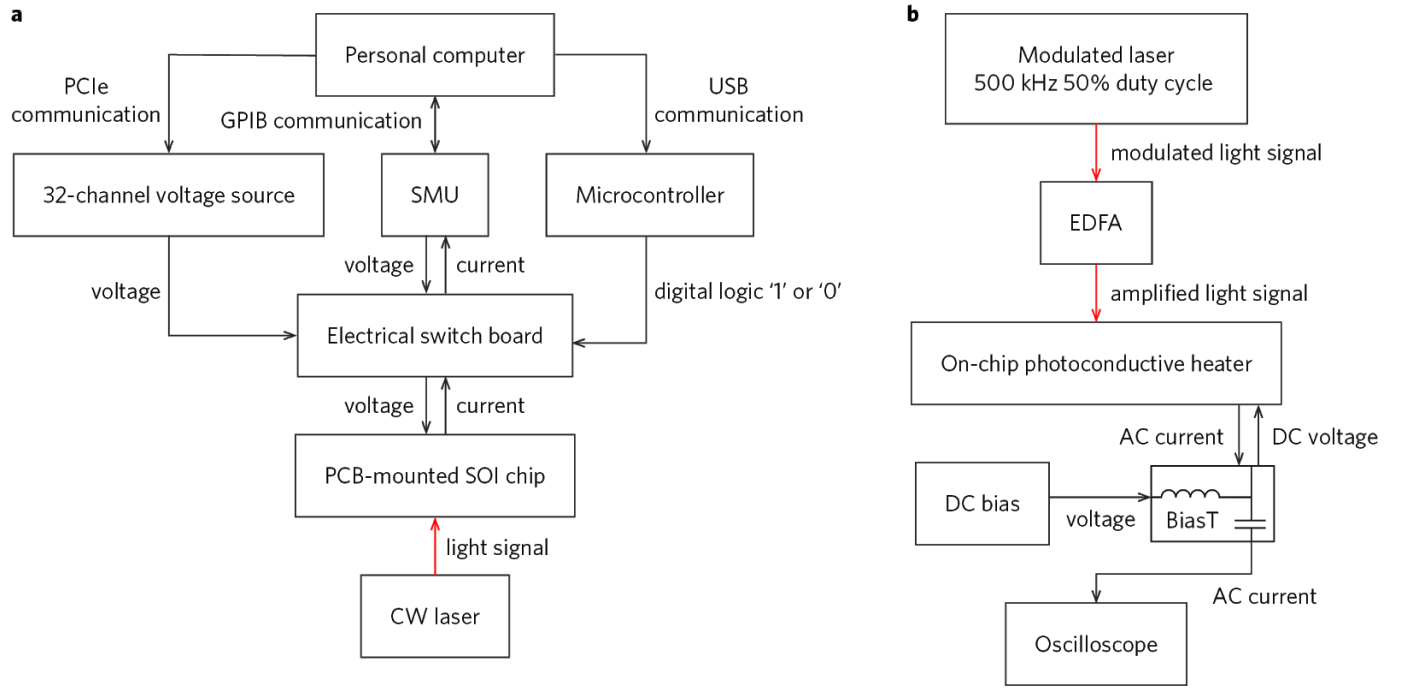 a
Personal computer
PCIe
communication
GPIB communication
USB
communication
32-channel voltage source
SMU
Microcontroller
voltage
voltage
current
digital logic ‘1’ or ‘0’
Electrical switch board
voltage
current
PCB-mounted SOI chip
light signal
CW laser
b
Modulated laser
500 kHz 50% duty cycle
modulated light signal
EDFA
amplified light signal
On-chip photoconductive heater
AC current
DC voltage
DC bias
voltage
BiasT
AC current
Oscilloscope